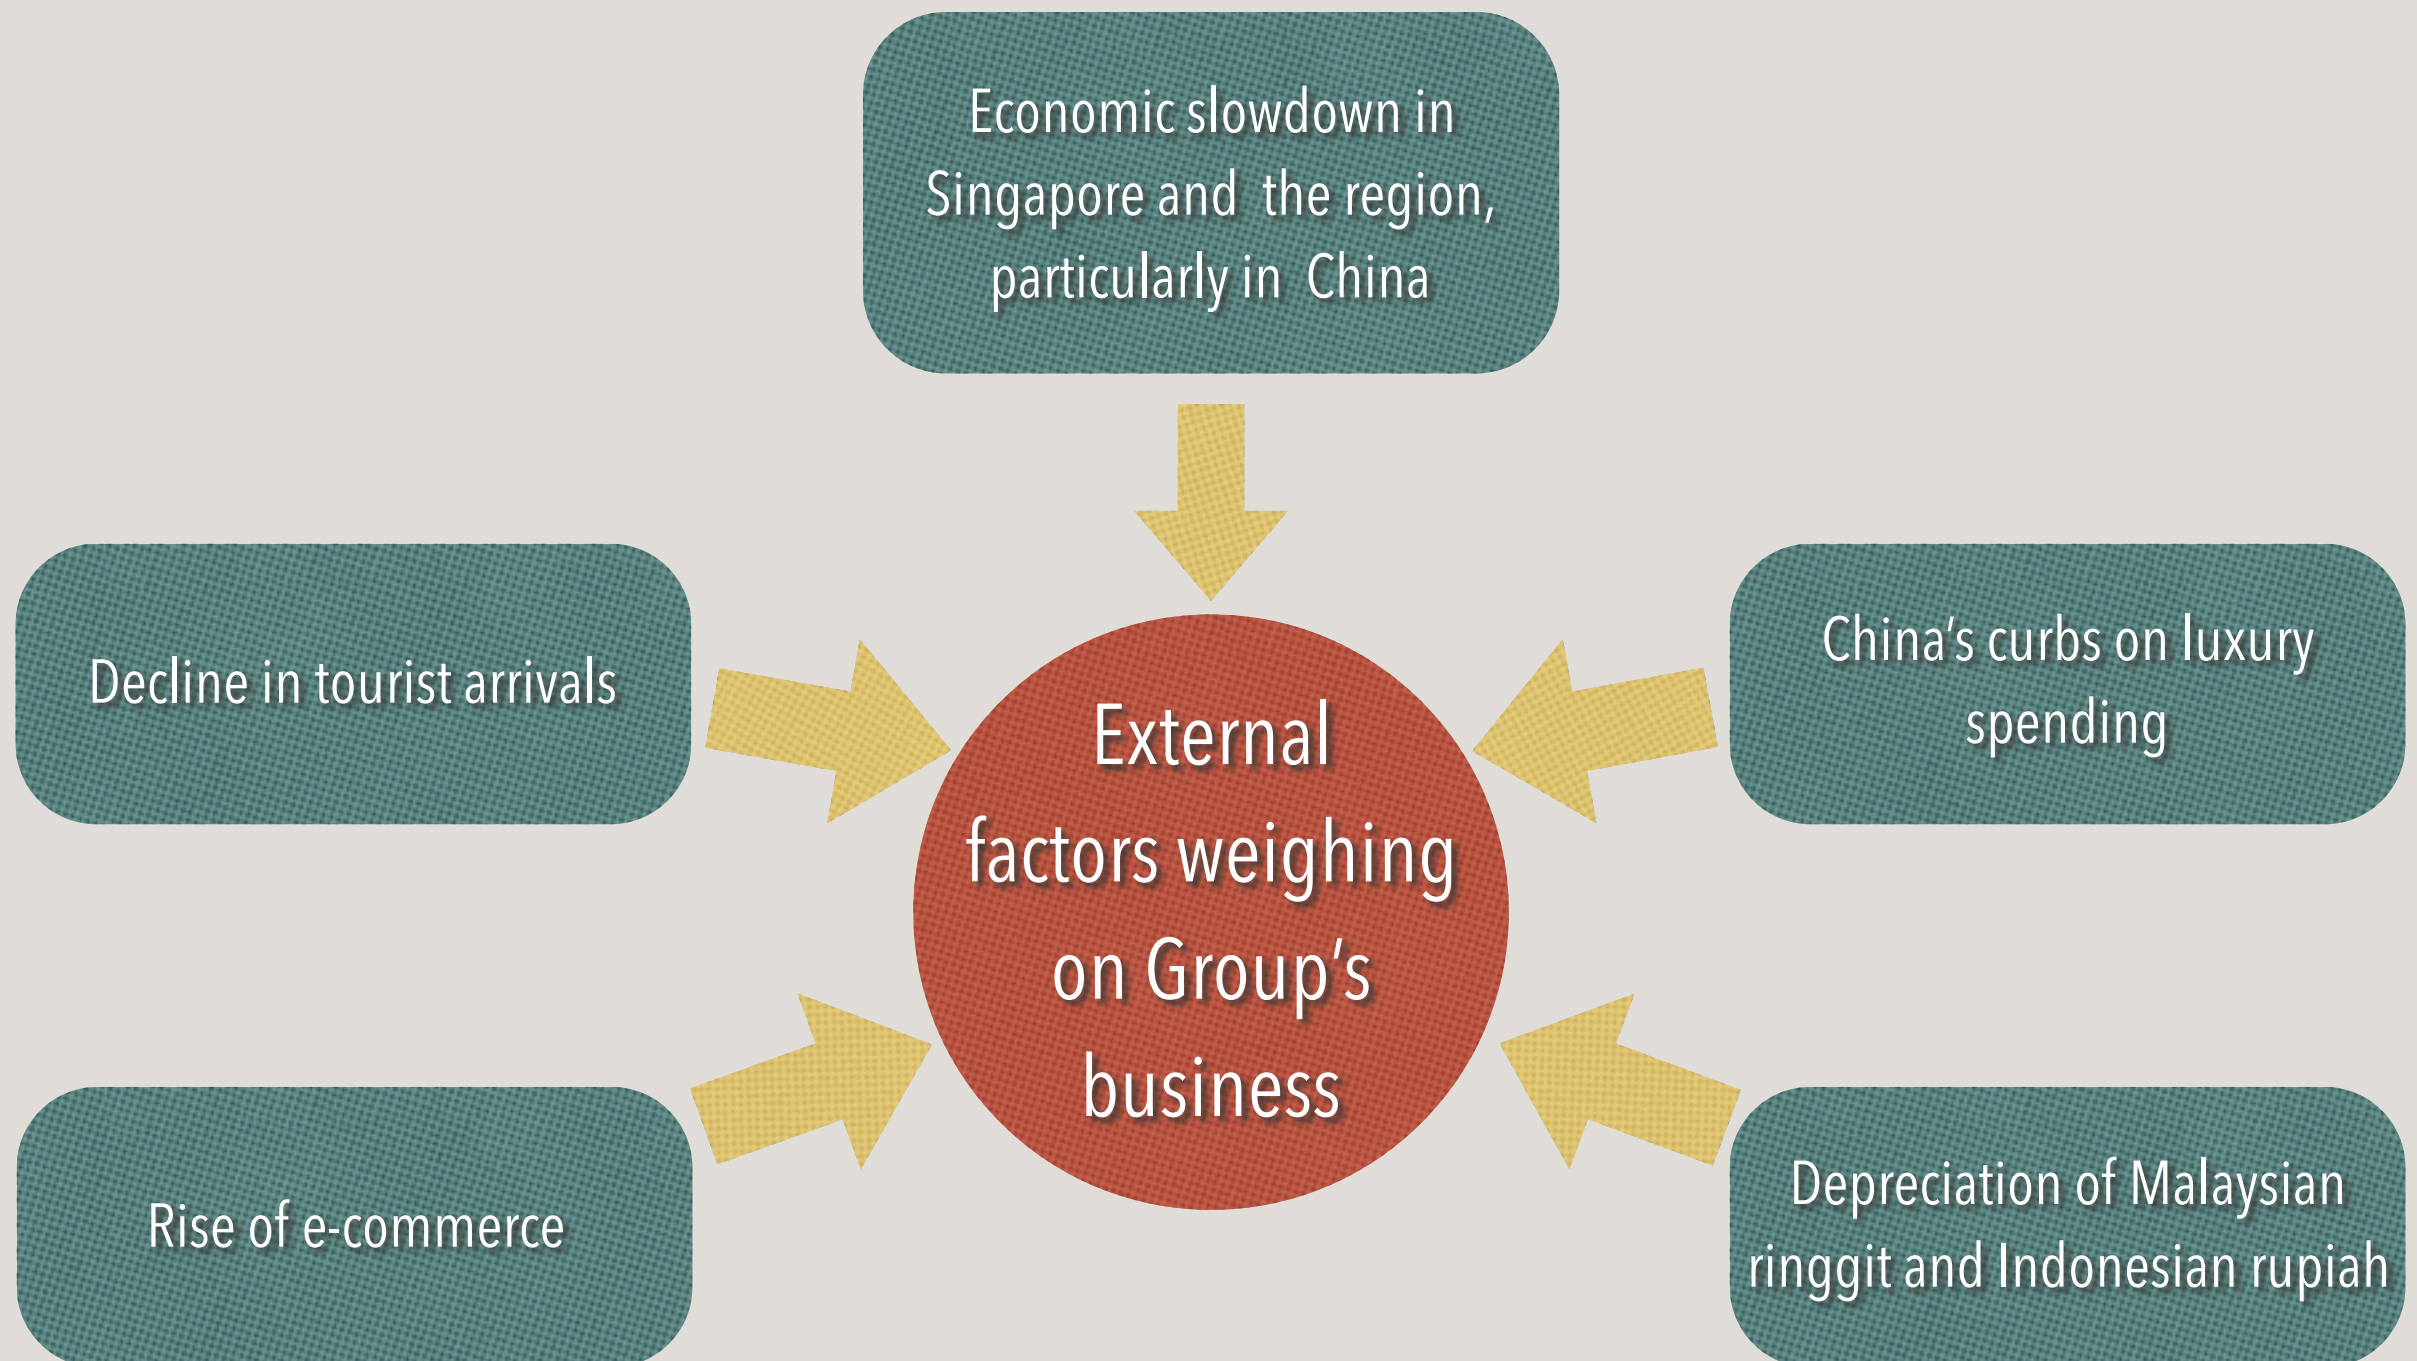 Economic slowdown in
Singapore and the region,
particularly in China
Decline in tourist arrivals
China's curbs on luxury
spending
External
factors weighing
on Group's
business
Rise of e-commerce
Depreciation of Malaysian
ringgit and Indonesian rupiah